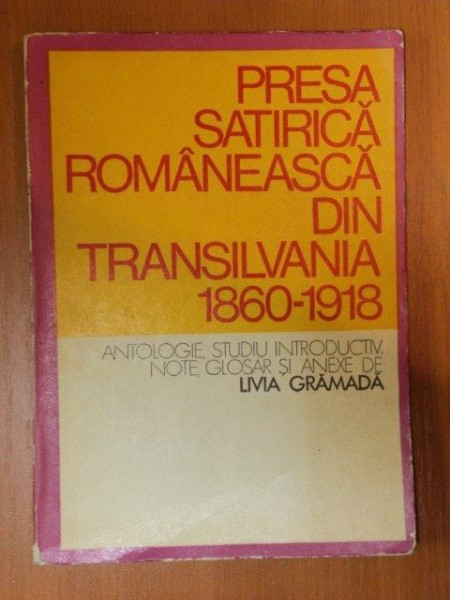 PRESA
SATIRICĂ
ROMÂNEASCĂ
DIN
TRANSILVANIA
1860-1918
ANTOLOGIE, STUDIU INTRODUCTIV,
NOTE, GLOSAR ȘI ANEXE DE
LIVIA GRĂMADĂ